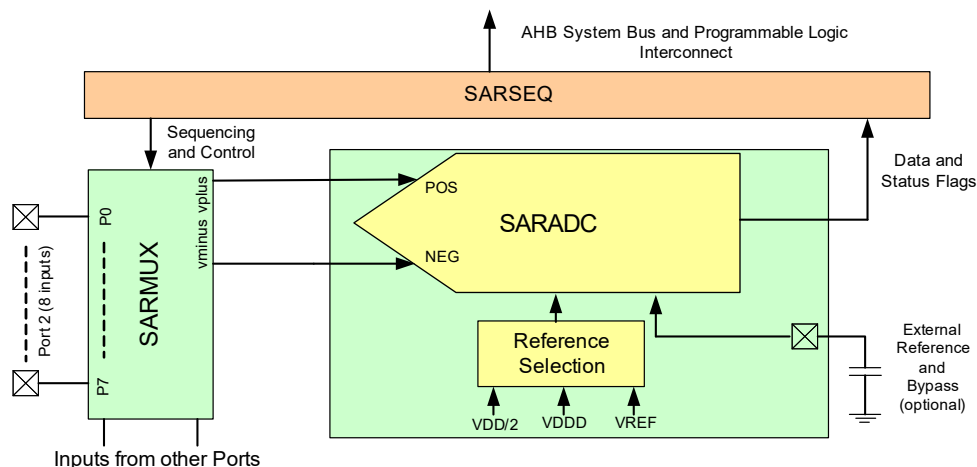 AHB System Bus and Programmable Logic
Interconnect
SARSEQ
Sequencing
and Control
Data and
Status Flags
vminus vplus
POS
SARADC
NEG
P0
Port 2 (8 inputs)
SARMUX
P7
Reference
Selection
External
Reference
and
Bypass
(optional)
VDD/2
VDDD
VREF
Inputs from other Ports